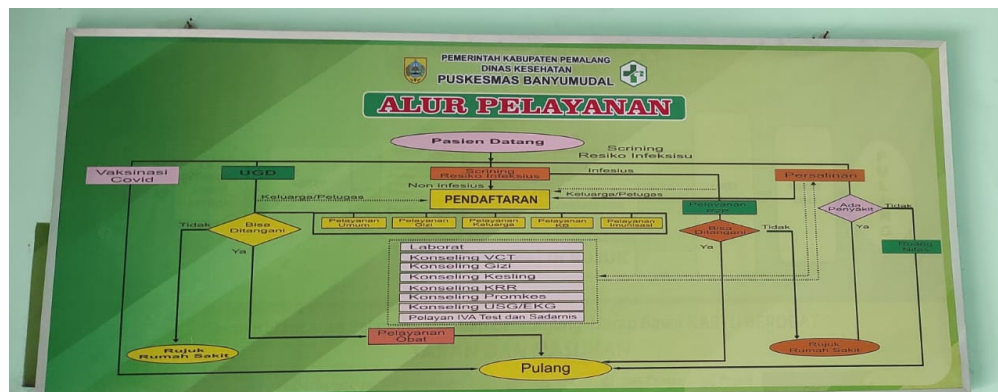 PEMERINTAH KABUPATEN PEMALANG
DINAS KESEHATAN
PUSKESMAS BANYUMUDAL
ALUR PELAYANAN
Pasien Datang
Scrining
Resiko Infeksisu
Vaksinasi
Covid
UGD
Scrining
Resiko Infeksius
Infesius
Persalinan
Non infesius
Keluarga/Petugas
PENDAFTARAN
Keluarga/Petugas
Pelayanan
Ada
Penyakit
Tidak
Tidak
Bisa
Ditangani
Pelayanan
Umum
Pelayanan
Gizi
Pelayanan
Keluarga
Pelayanan
KB
Pelayanan
Imunisasi
Bisa
Ditangani
Tidak
Ya
Ya
Ya
Ruang
Nifas
Laborat
Konseling VCT
Konseling Gizi
Konseling Kesling
Konseling KRR
Konseling Promkes
Konseling USG/EKG
Pelayan IVA Test dan Sadarnis
Pelayanan
Obat
Rujuk
Rumah Sakit
Rujuk
Rumah Sakit
Pulang